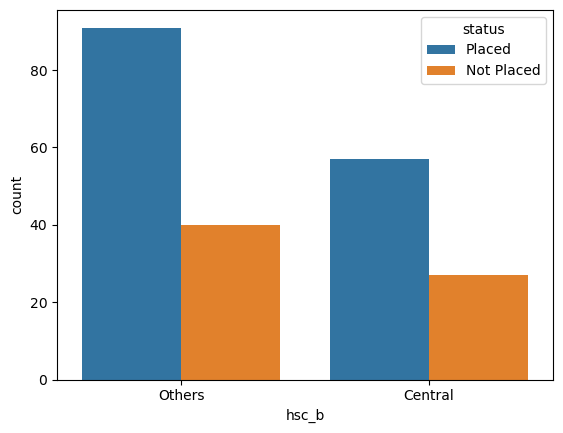 status
Placed
Not Placed
80
60
40
20
0
count
Others
Central
hsc_b